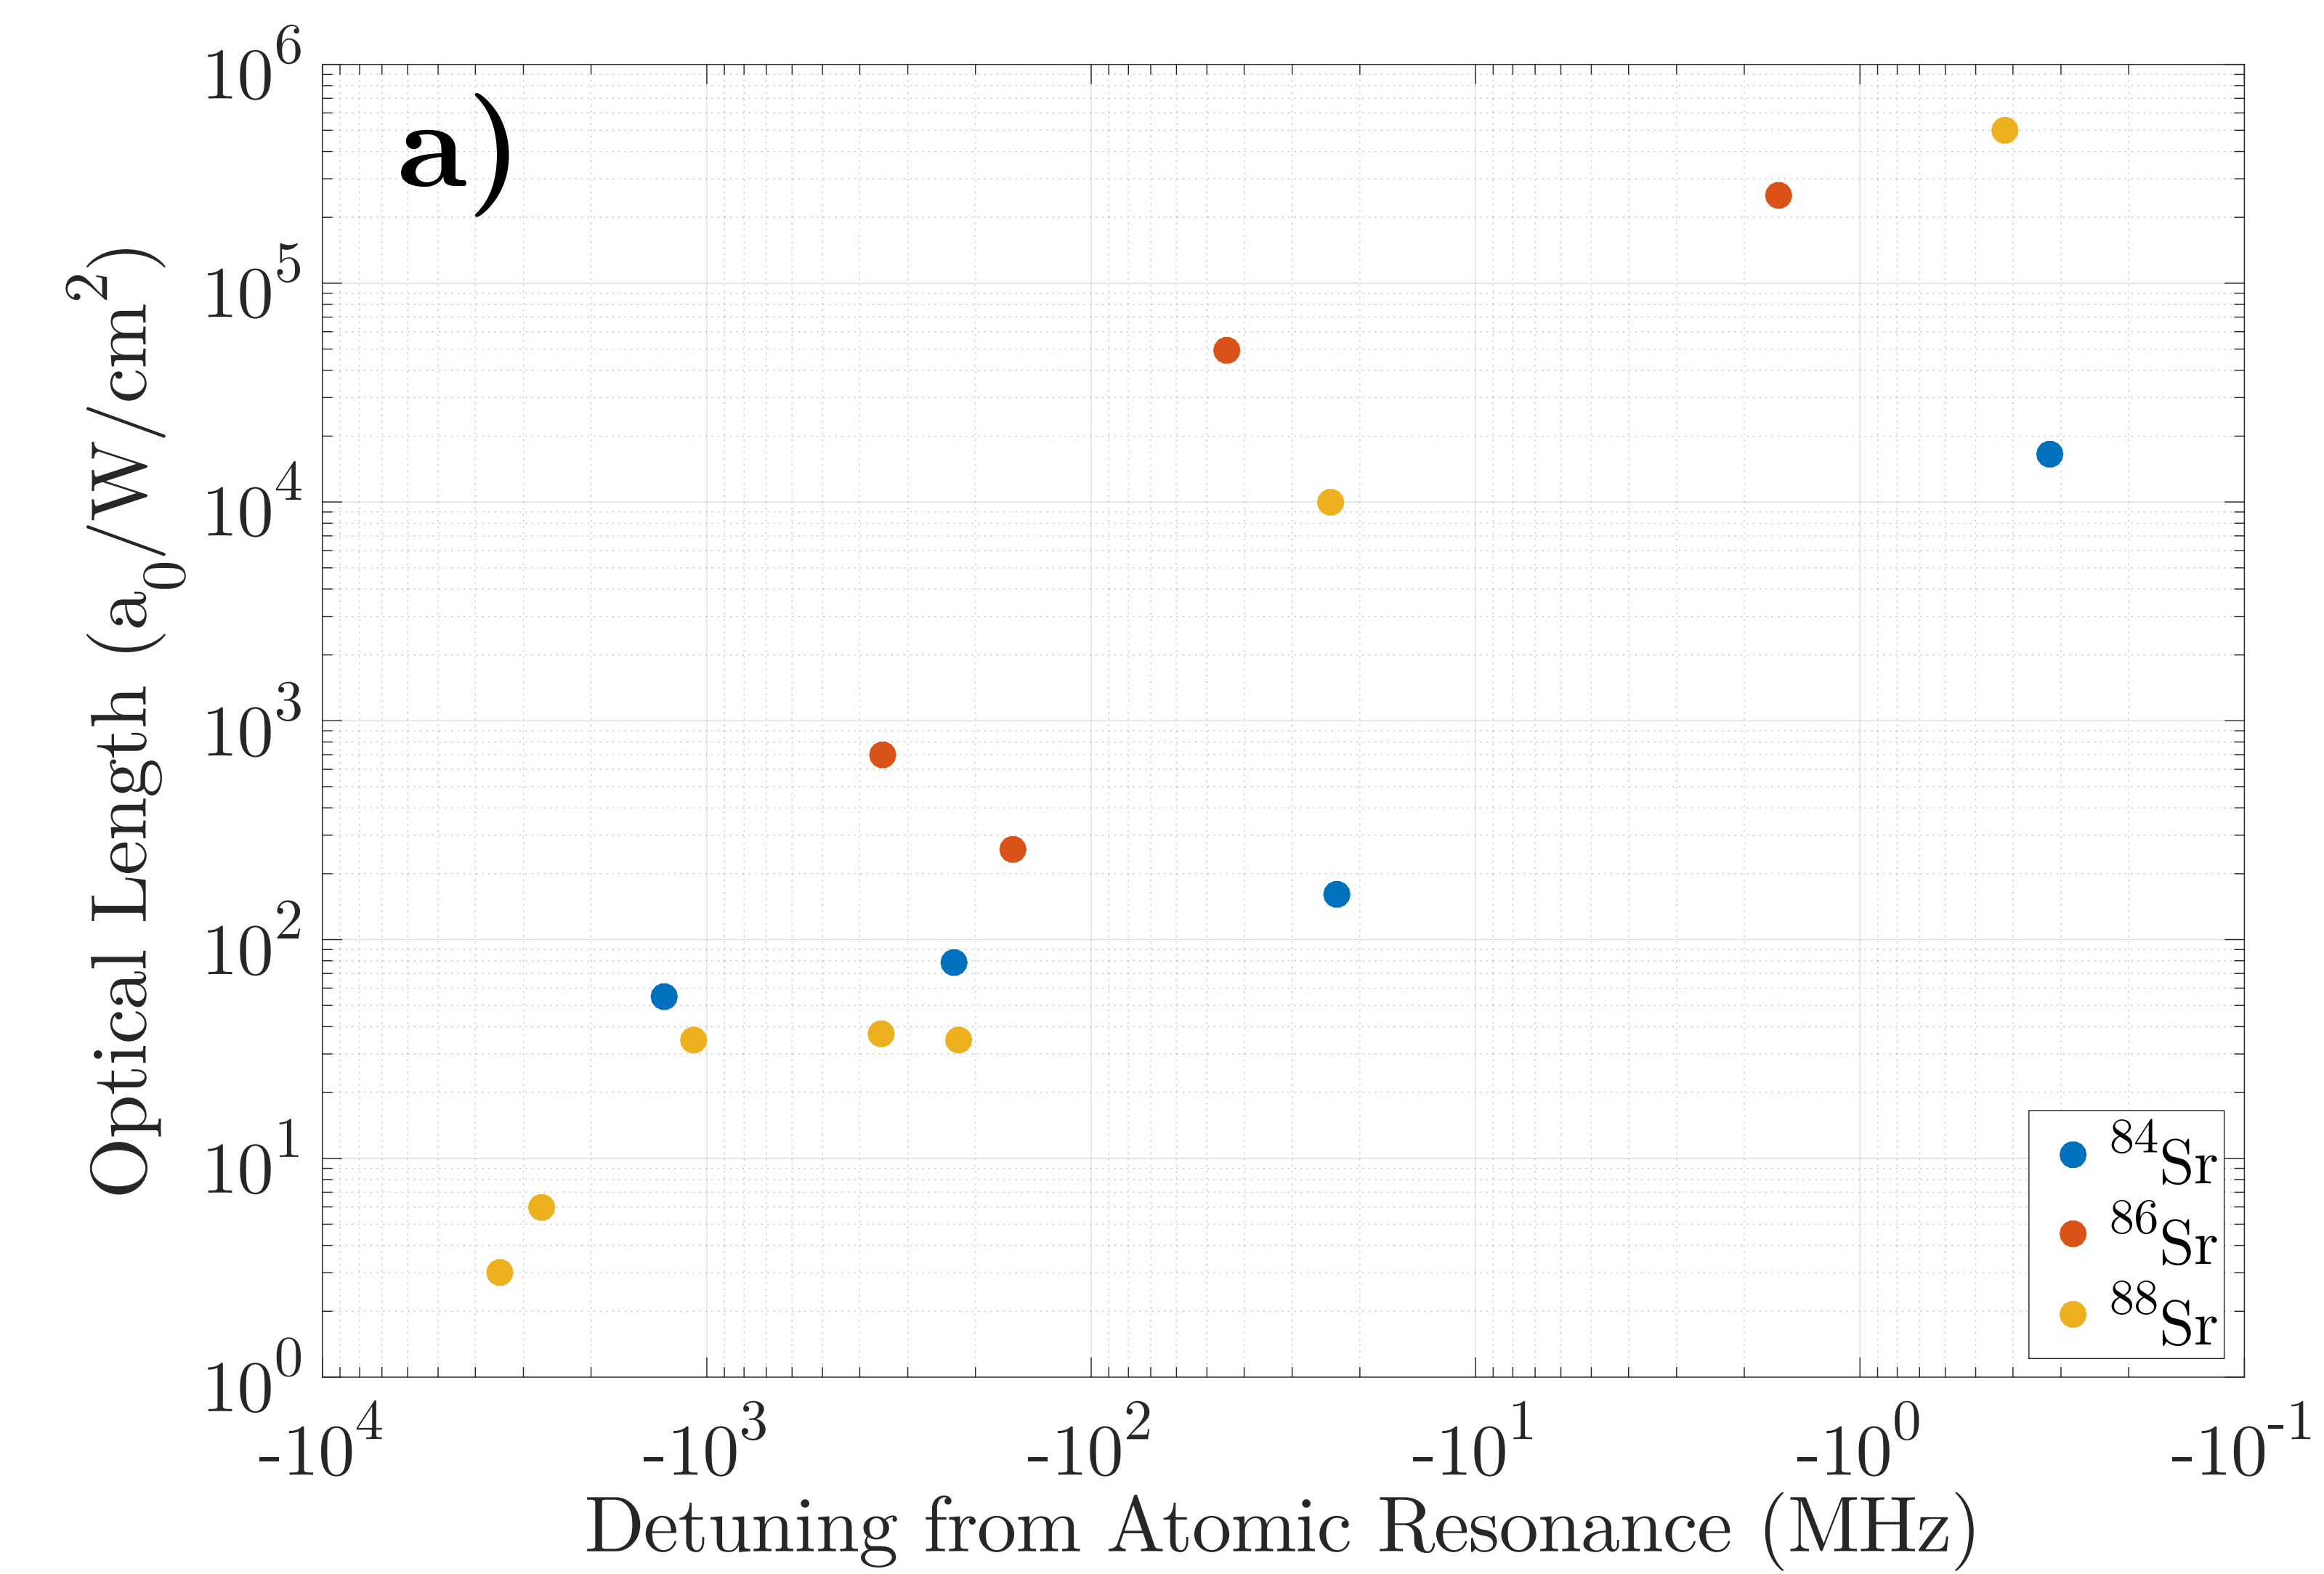 a)
10^6
10^5
10^4
10^3
10^2
10^1
10^0
Optical Length (a_0/W/cm^2)
-10^4 -10^3 -10^2 -10^1 -10^0 -10^-1
Detuning from Atomic Resonance (MHz)
^84Sr
^86Sr
^88Sr